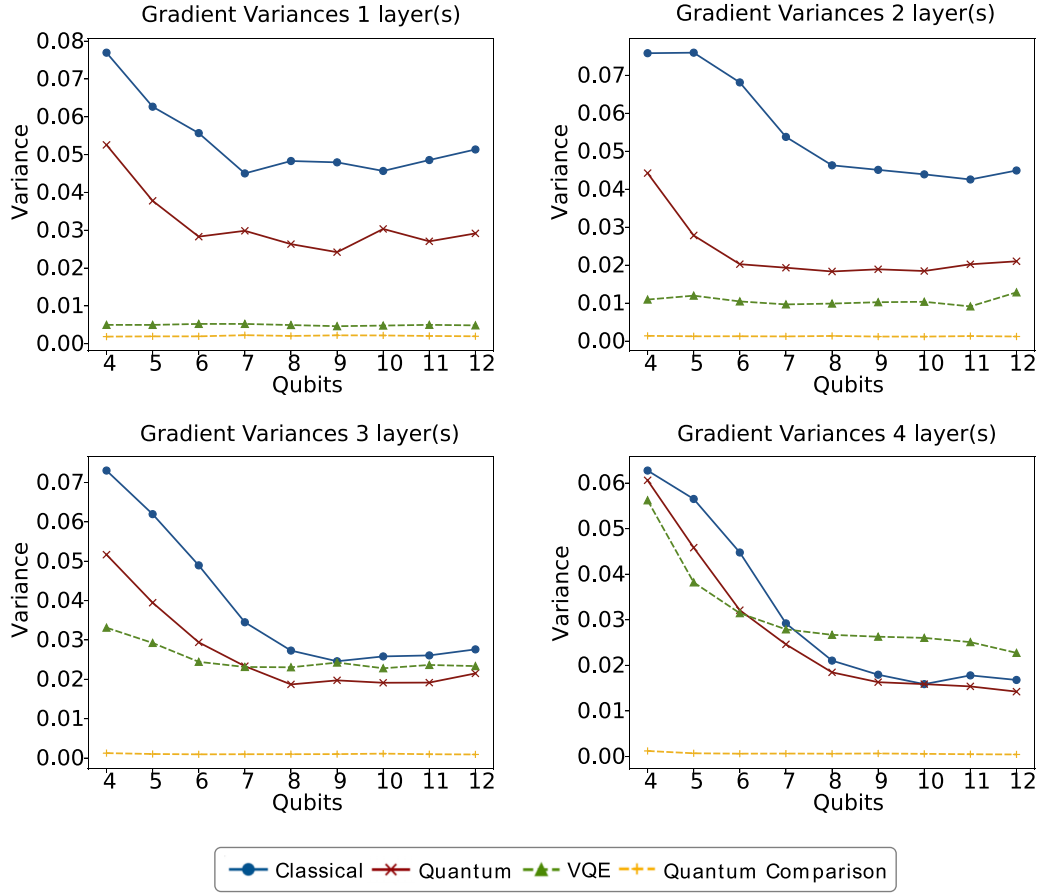 Gradient Variances 1 layer(s)
0.08
0.07
0.06
0.05
0.04
0.03
0.02
0.01
0.00
Variance
4 5 6 7 8 9 10 11 12
Qubits
Gradient Variances 2 layer(s)
0.07
0.06
0.05
0.04
0.03
0.02
0.01
0.00
Variance
4 5 6 7 8 9 10 11 12
Qubits
Gradient Variances 3 layer(s)
0.07
0.06
0.05
0.04
0.03
0.02
0.01
0.00
Variance
4 5 6 7 8 9 10 11 12
Qubits
Gradient Variances 4 layer(s)
0.06
0.05
0.04
0.03
0.02
0.01
0.00
Variance
4 5 6 7 8 9 10 11 12
Qubits
Classical Quantum VQE Quantum Comparison